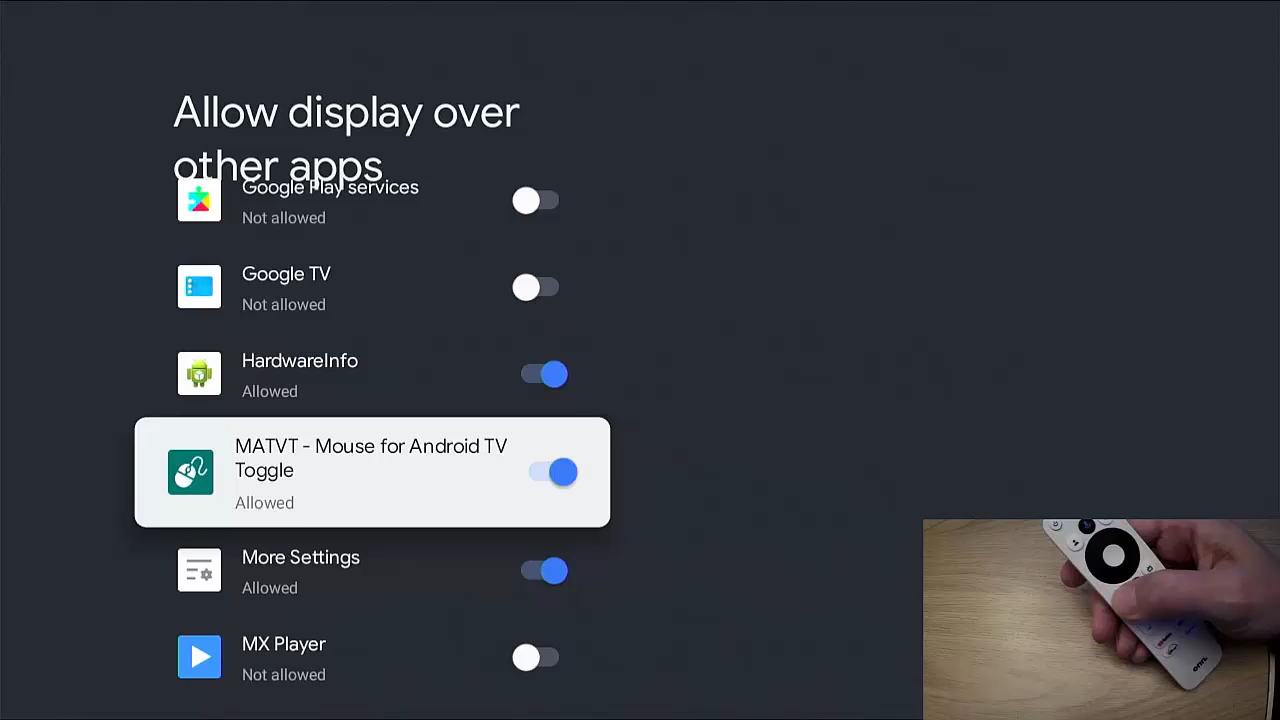 Allow display over
other apps
Google Play services
Not allowed
Google TV
Not allowed
HardwareInfo
Allowed
MATVT - Mouse for Android TV
Toggle
Allowed
More Settings
Allowed
MX Player
Not allowed
onn.